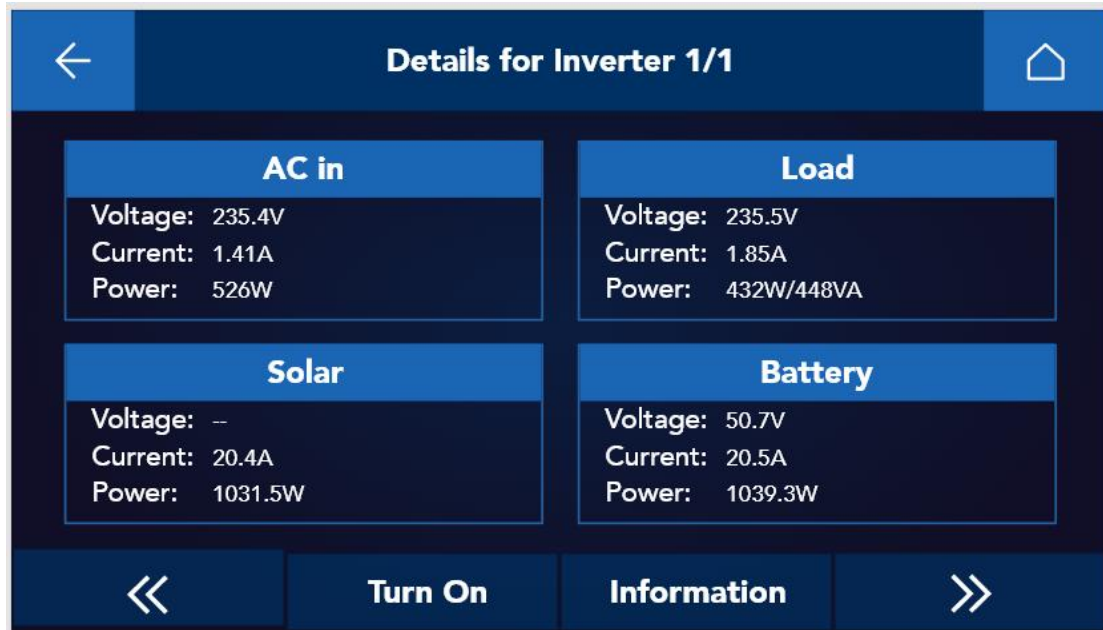 Details for Inverter 1/1
AC in
Voltage: 235.4V
Current: 1.41A
Power: 526W
Load
Voltage: 235.5V
Current: 1.85A
Power: 432W/448VA
Solar
Voltage: --
Current: 20.4A
Power: 1031.5W
Battery
Voltage: 50.7V
Current: 20.5A
Power: 1039.3W
Turn On
Information